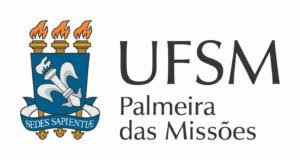 UFSM
Palmeira
das Missões
SEDES SAPIENTIÆ